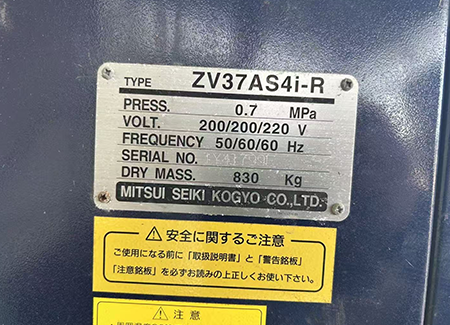 TYPE ZV37AS4i-R
PRESS. 0.7 MPa
VOLT. 200/200/220 V
FREQUENCY 50/60/60 Hz
SERIAL NO.
DRY MASS. 830 Kg
MITSUI SEIKI KOGYO CO.,LTD.
⚠安全に関するご注意
ご使用になる前に「取扱説明書」と「警告銘板」
「注意銘板」を必ずお読みの上正しくお使い下さい。
⚠注意